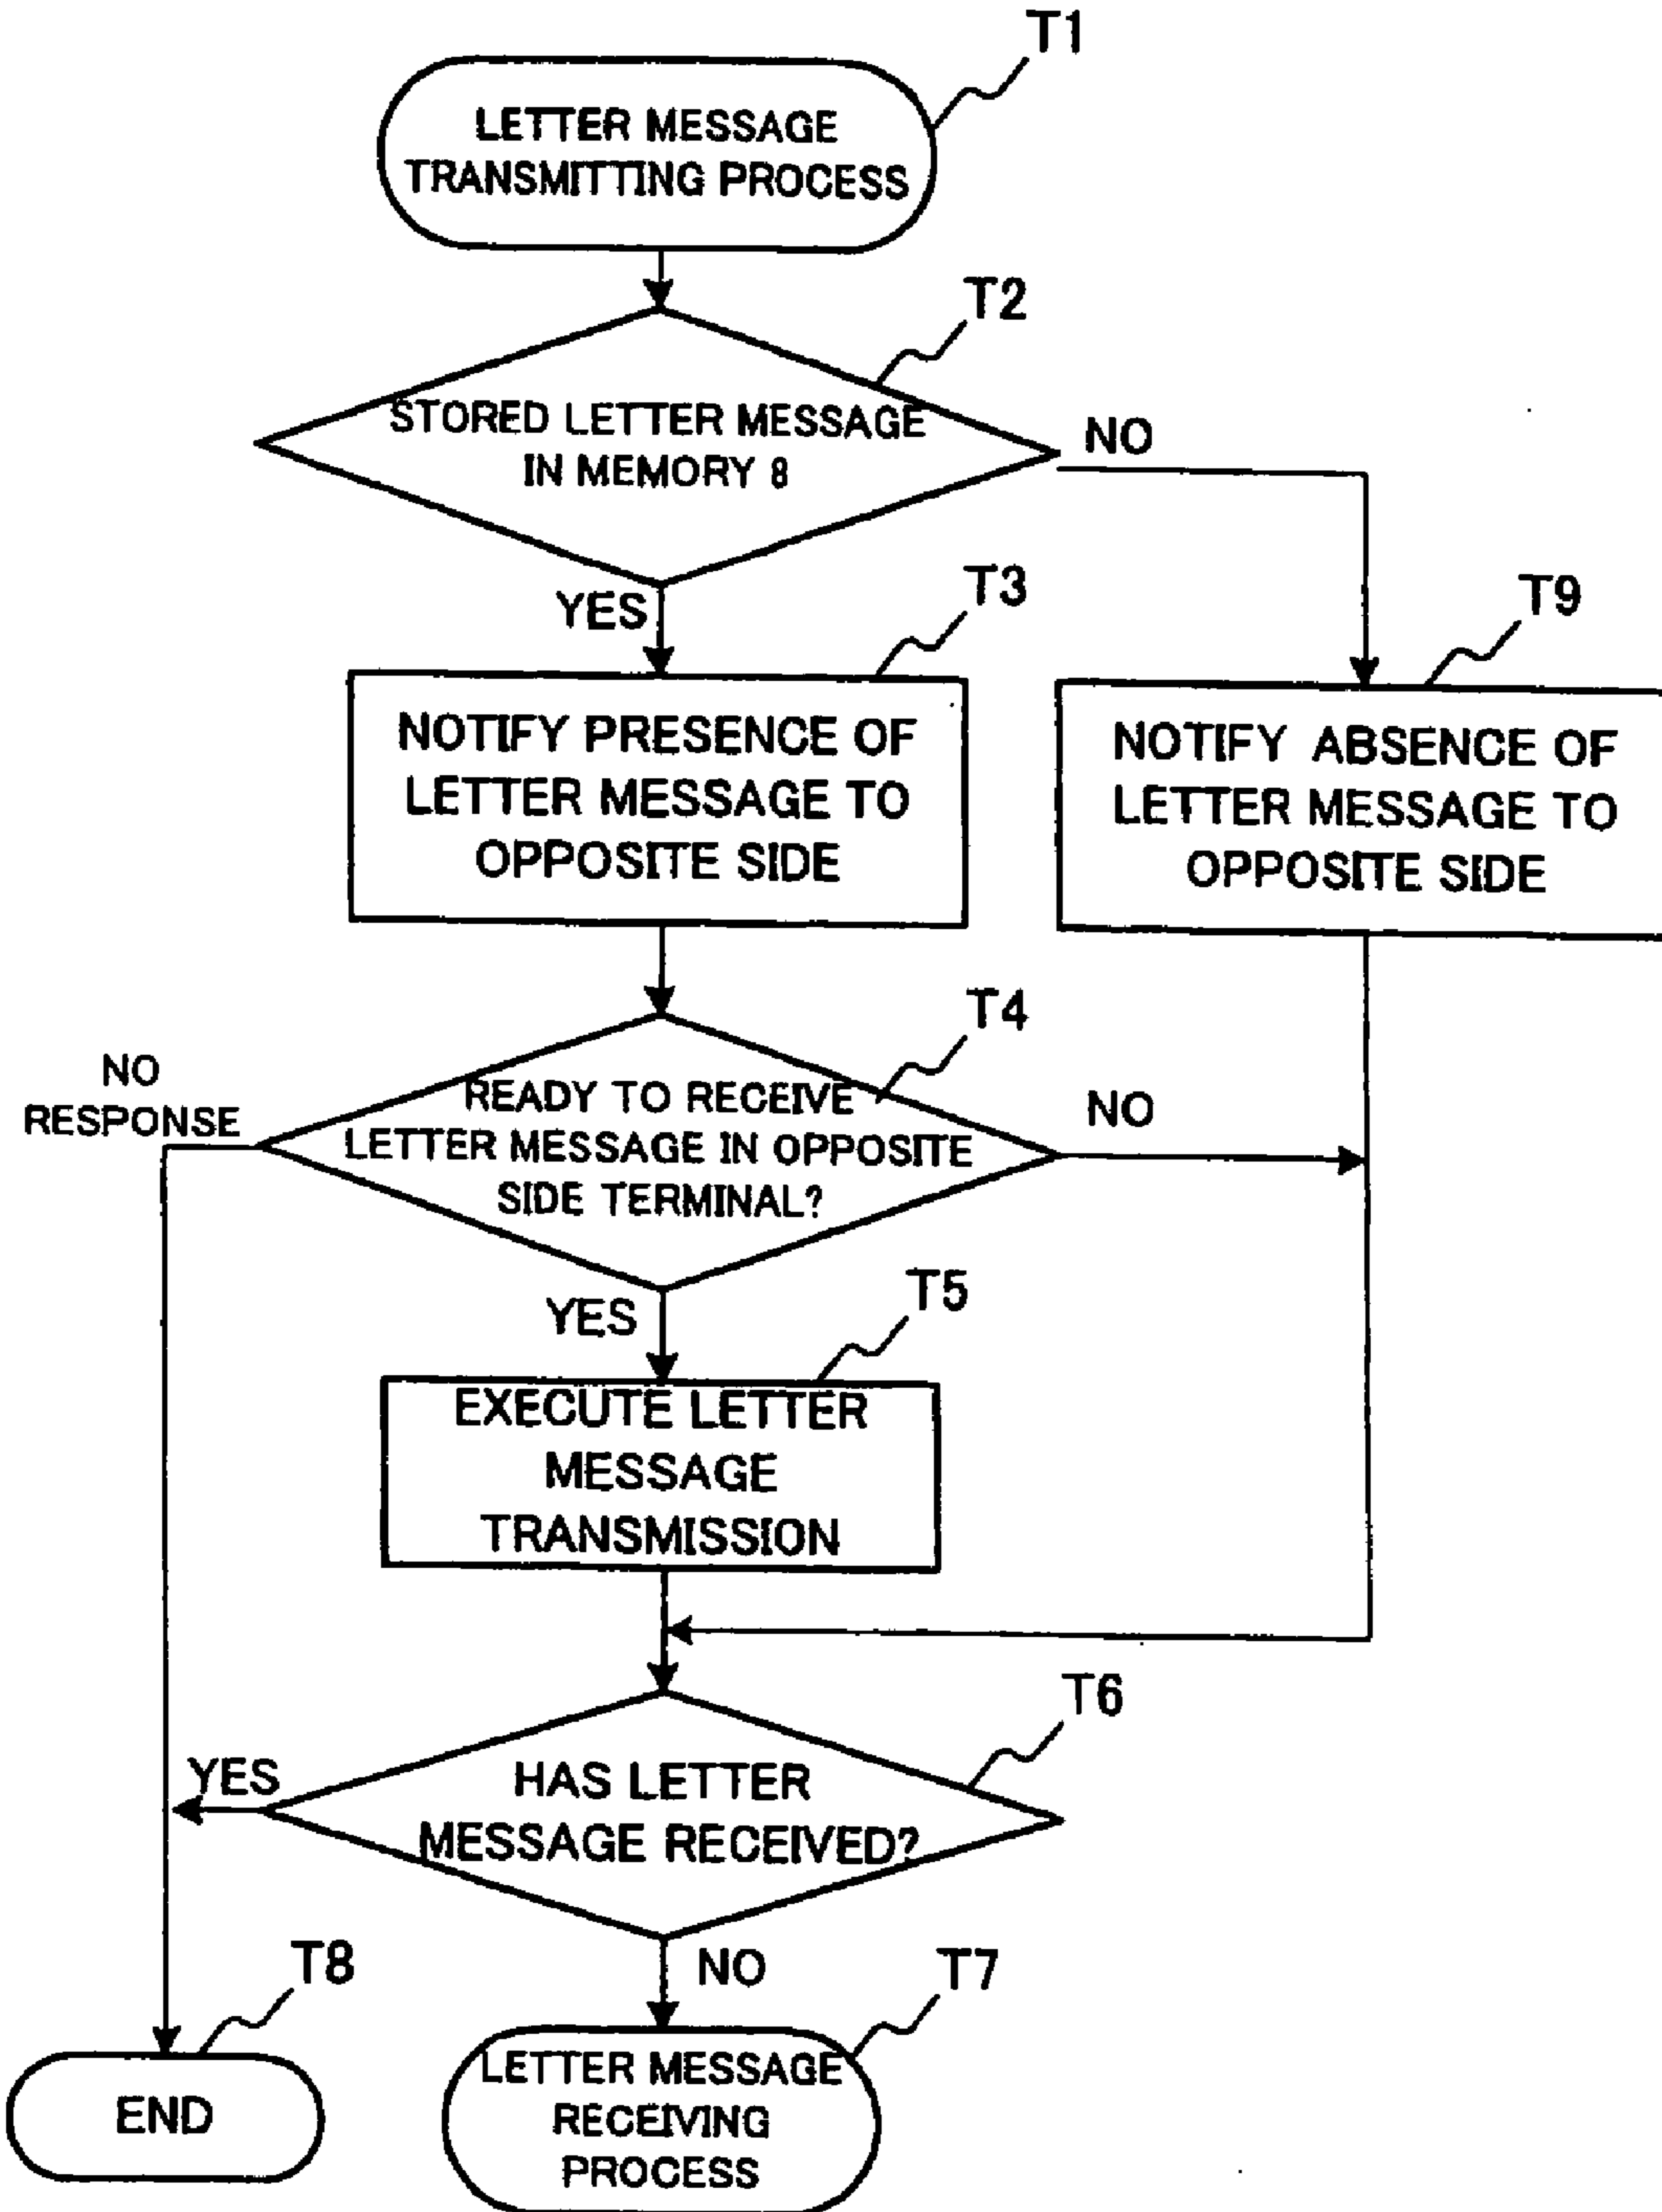 T1
LETTER MESSAGE
TRANSMITTING PROCESS
T2
STORED LETTER MESSAGE
IN MEMORY 8
NO
YES
T3
T9
NOTIFY PRESENCE OF
LETTER MESSAGE TO
OPPOSITE SIDE
NOTIFY ABSENCE OF
LETTER MESSAGE TO
OPPOSITE SIDE
T4
NO
RESPONSE
READY TO RECEIVE
LETTER MESSAGE IN OPPOSITE
SIDE TERMINAL?
NO
YES
T5
EXECUTE LETTER
MESSAGE
TRANSMISSION
T6
YES
HAS LETTER
MESSAGE RECEIVED?
NO
T8
T7
END
LETTER MESSAGE
RECEIVING
PROCESS